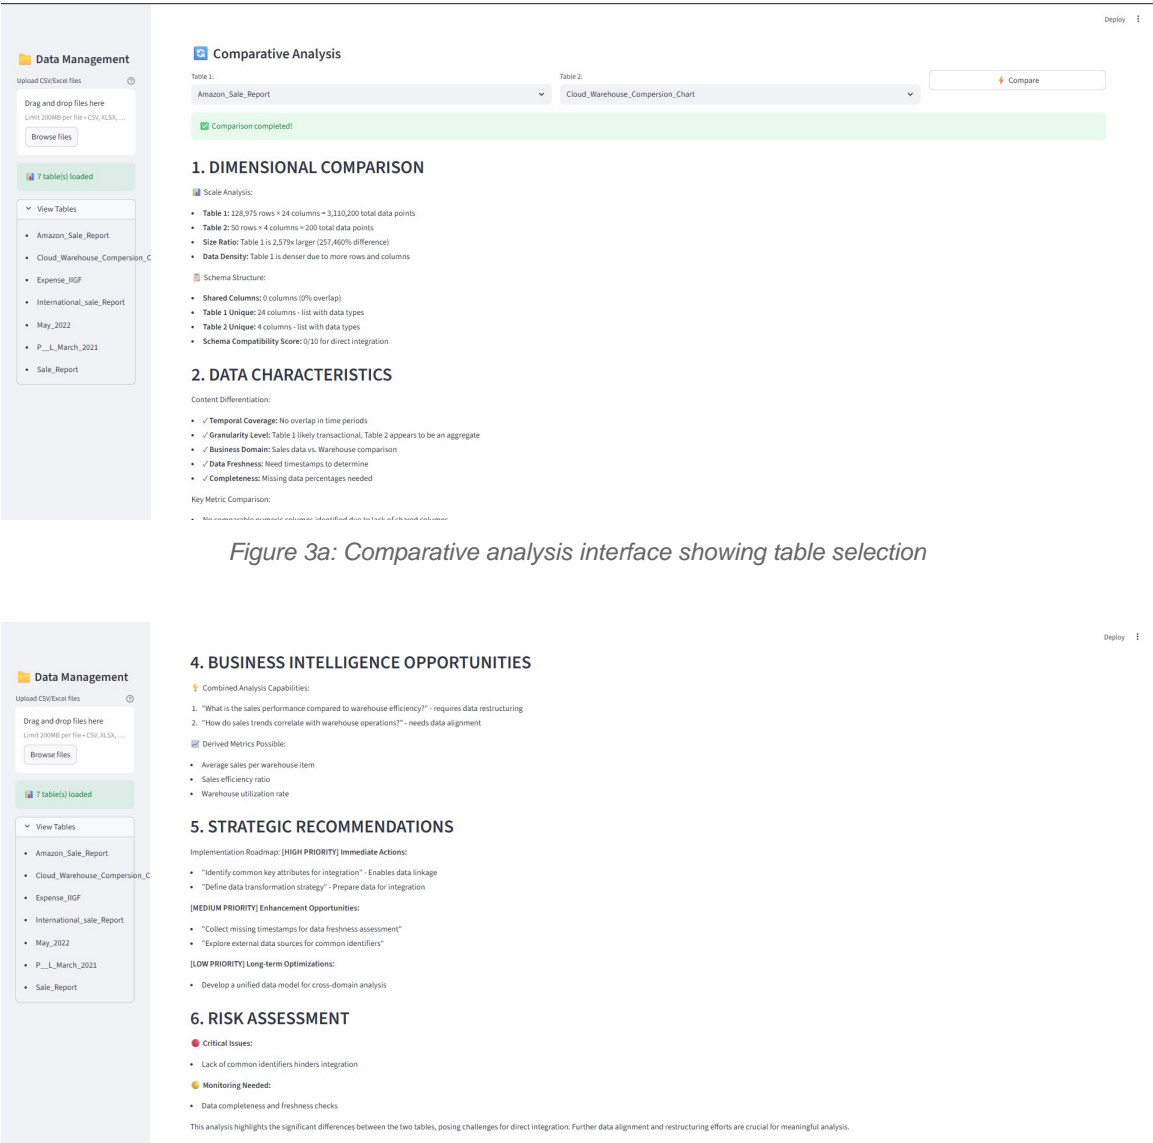 Deploy
Data Management
Upload CSV/Excel files
Drag and drop files here
Limit 200MB per file • CSV, XLSX, ...
Browse files
7 table(s) loaded
View Tables
Amazon_Sale_Report
Cloud_Warehouse_Compersion_C
Expense_IIGF
International_sale_Report
May_2022
P__L_March_2021
Sale_Report
Comparative Analysis
Table 1:
Amazon_Sale_Report
Table 2:
Cloud_Warehouse_Compersion_Chart
Compare
Comparison completed!
1. DIMENSIONAL COMPARISON
Scale Analysis:
• Table 1: 128,975 rows × 24 columns = 3,110,200 total data points
• Table 2: 50 rows × 4 columns = 200 total data points
• Size Ratio: Table 1 is 2,579x larger (257,460% difference)
• Data Density: Table 1 is denser due to more rows and columns
Schema Structure:
• Shared Columns: 0 columns (0% overlap)
• Table 1 Unique: 24 columns - list with data types
• Table 2 Unique: 4 columns - list with data types
• Schema Compatibility Score: 0/10 for direct integration
2. DATA CHARACTERISTICS
Content Differentiation:
• ✓ Temporal Coverage: No overlap in time periods
• ✓ Granularity Level: Table 1 likely transactional, Table 2 appears to be an aggregate
• ✓ Business Domain: Sales data vs. Warehouse comparison
• ✓ Data Freshness: Need timestamps to determine
• ✓ Completeness: Missing data percentages needed
Key Metric Comparison:
• No comparable numeric columns identified due to lack of shared columns
Figure 3a: Comparative analysis interface showing table selection
Deploy
Data Management
Upload CSV/Excel files
Drag and drop files here
Limit 200MB per file • CSV, XLSX, ...
Browse files
7 table(s) loaded
View Tables
Amazon_Sale_Report
Cloud_Warehouse_Compersion_C
Expense_IIGF
International_sale_Report
May_2022
P__L_March_2021
Sale_Report
4. BUSINESS INTELLIGENCE OPPORTUNITIES
Combined Analysis Capabilities:
1. "What is the sales performance compared to warehouse efficiency?" - requires data restructuring
2. "How do sales trends correlate with warehouse operations?" - needs data alignment
Derived Metrics Possible:
• Average sales per warehouse item
• Sales efficiency ratio
• Warehouse utilization rate
5. STRATEGIC RECOMMENDATIONS
Implementation Roadmap: [HIGH PRIORITY] Immediate Actions:
• "Identify common key attributes for integration" - Enables data linkage
• "Define data transformation strategy" - Prepare data for integration
[MEDIUM PRIORITY] Enhancement Opportunities:
• "Collect missing timestamps for data freshness assessment"
• "Explore external data sources for common identifiers"
[LOW PRIORITY] Long-term Optimizations:
• Develop a unified data model for cross-domain analysis
6. RISK ASSESSMENT
Critical Issues:
• Lack of common identifiers hinders integration
Monitoring Needed:
• Data completeness and freshness checks
This analysis highlights the significant differences between the two tables, posing challenges for direct integration. Further data alignment and restructuring efforts are crucial for meaningful analysis.